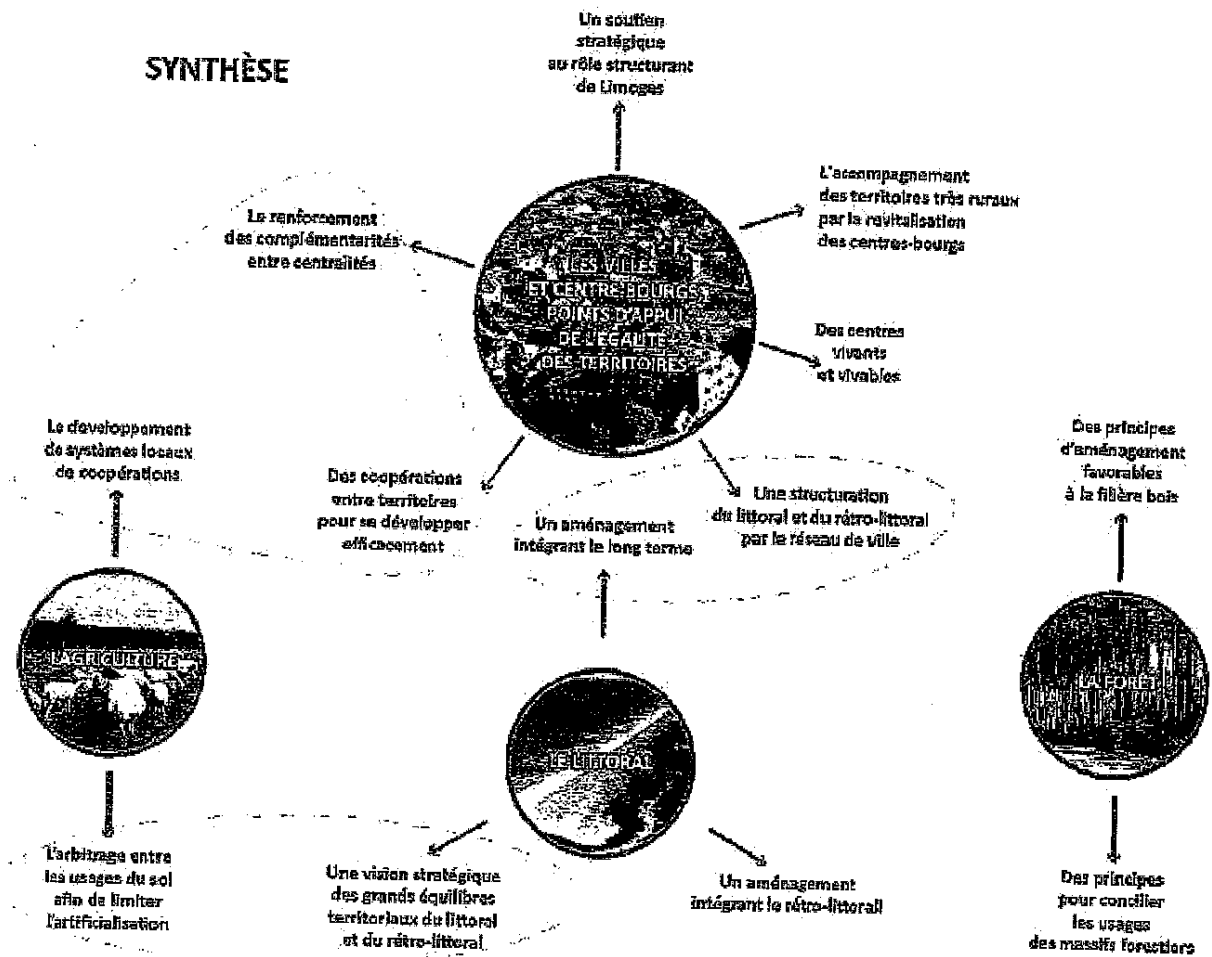 SYNTHÈSE
Un soutien
stratégique
au rôle structurant
de Limoges
L'accompagnement
des territoires très ruraux
par la revitalisation
des centres-bourgs
Le renforcement
des complémentarités
entre centralités
LES VILLES
ET CENTRE-BOURGS
POINTS D'APPUI
DE L'ÉGALITÉ
DES TERRITOIRES
Des centres
vivants
et vivables
Le développement
de systèmes locaux
de coopérations
Des coopérations
entre territoires
pour se développer
efficacement
Un aménagement
intégrant le long terme
Une structuration
du littoral et du rétro-littoral
par le réseau de ville
Des principes
d'aménagement
favorables
à la filière bois
L'AGRICULTURE
LE LITTORAL
LA FORÊT
L'arbitrage entre
les usages du sol
afin de limiter
l'artificialisation
Une vision stratégique
des grands équilibres
territoriaux du littoral
et du rétro-littoral
Un aménagement
intégrant le rétro-littoral
Des principes
pour concilier
les usages
des massifs forestiers